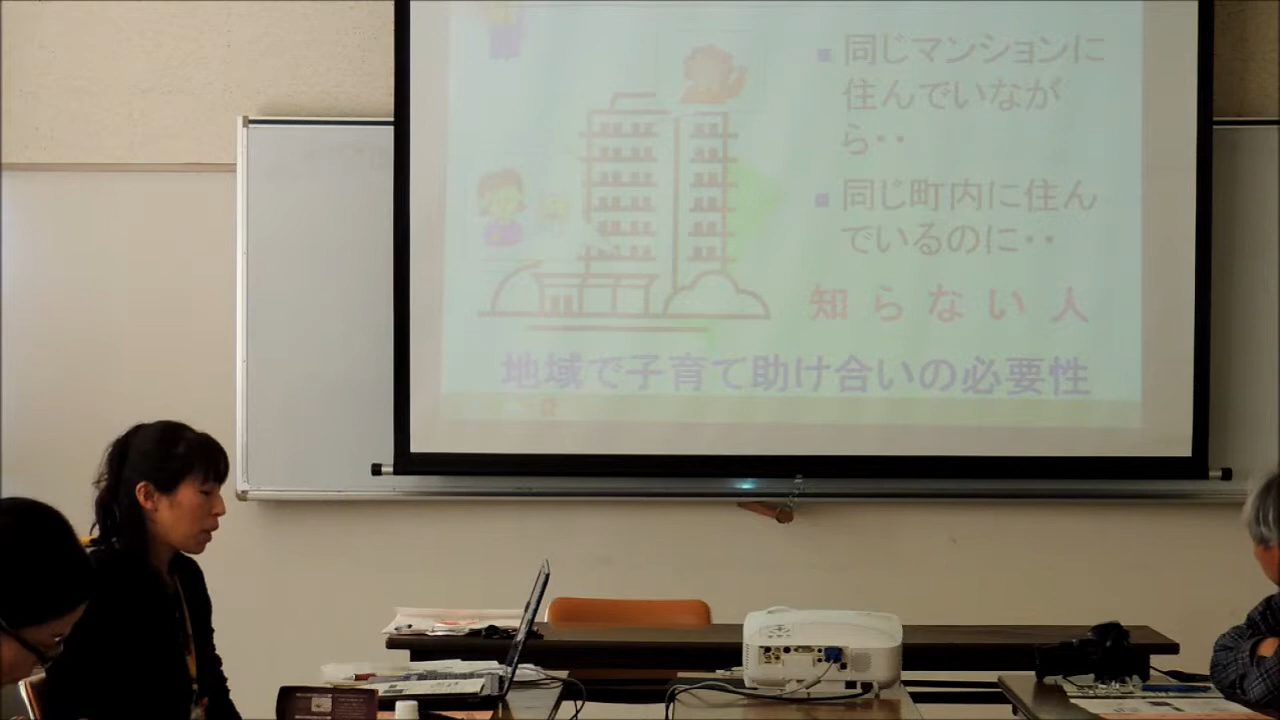 同じマンションに
住んでいなが
ら‥
同じ町内に住ん
でいるのに‥
知らない人
地域で子育て助け合いの必要性